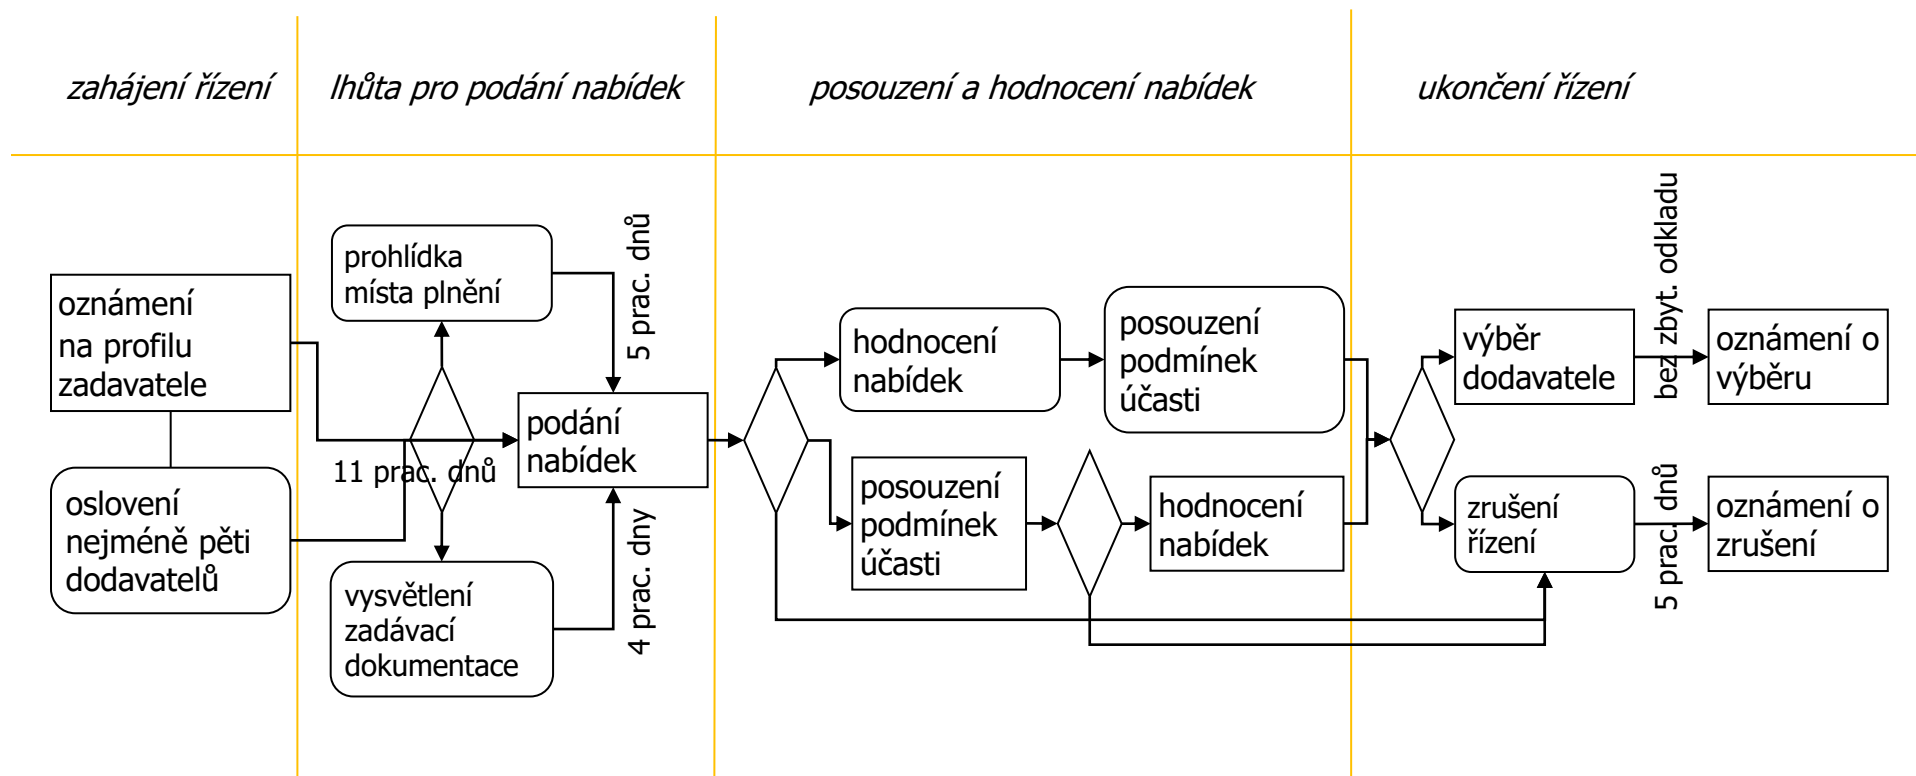 zahájení řízení
lhůta pro podání nabídek
posouzení a hodnocení nabídek
ukončení řízení
oznámení
na profilu
zadavatele
oslovení
nejméně pěti
dodavatelů
11 prac. dnů
prohlídka
místa plnění
5 prac. dnů
podání
nabídek
vysvětlení
zadávací
dokumentace
4 prac. dny
hodnocení
nabídek
posouzení
podmínek
účasti
posouzení
podmínek
účasti
hodnocení
nabídek
výběr
dodavatele
bez zbyt. odkladu
oznámení o
výběru
zrušení
řízení
5 prac. dnů
oznámení o
zrušení